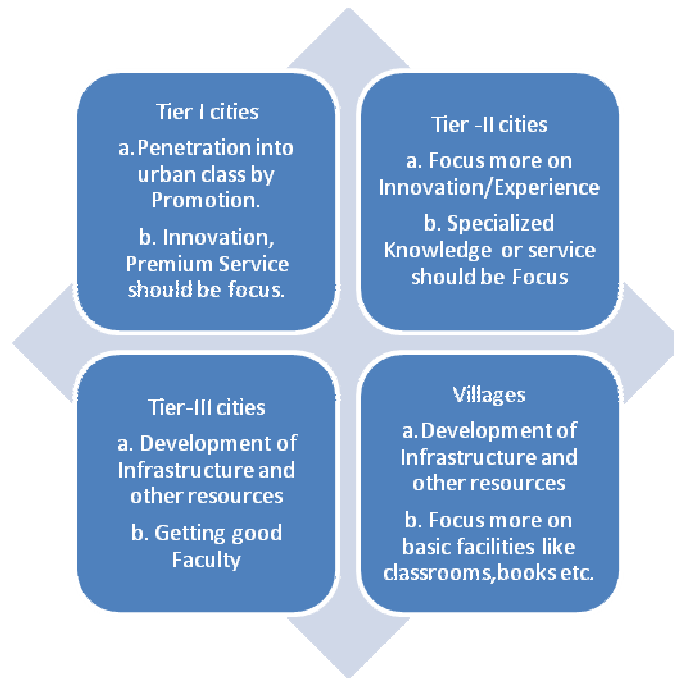 Tier I cities
a.Penetration into
urban class by
Promotion.
b. Innovation,
Premium Service
should be focus.
Tier -II cities
a. Focus more on
Innovation/Experience
b. Specialized
Knowledge or service
should be Focus
Tier-III cities
a. Development of
Infrastructure and
other resources
b. Getting good
Faculty
Villages
a.Development of
Infrastructure and
other resources
b. Focus more on
basic facilities like
classrooms,books etc.